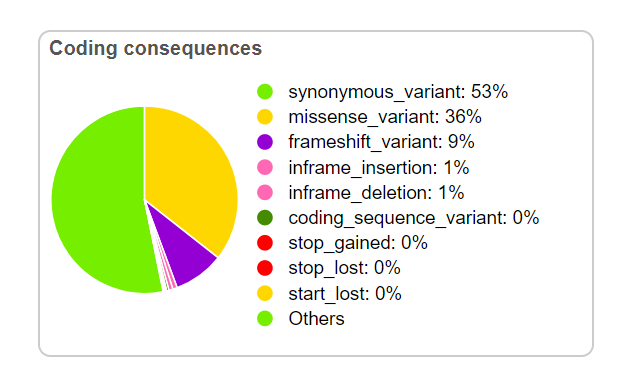 Coding consequences
synonymous_variant: 53%
missense_variant: 36%
frameshift_variant: 9%
inframe_insertion: 1%
inframe_deletion: 1%
coding_sequence_variant: 0%
stop_gained: 0%
stop_lost: 0%
start_lost: 0%
Others